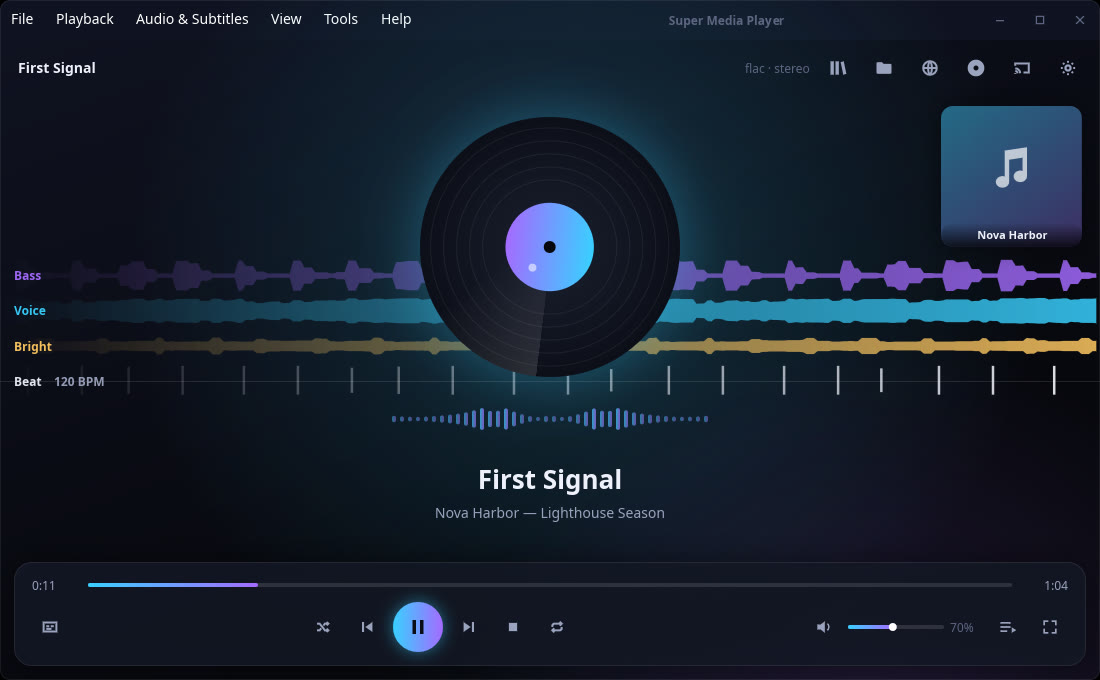 File Playback Audio & Subtitles View Tools Help Super Media Player
First Signal flac · stereo
Nova Harbor
Bass
Voice
Bright
Beat 120 BPM
First Signal
Nova Harbor — Lighthouse Season
0:11 1:04
70%